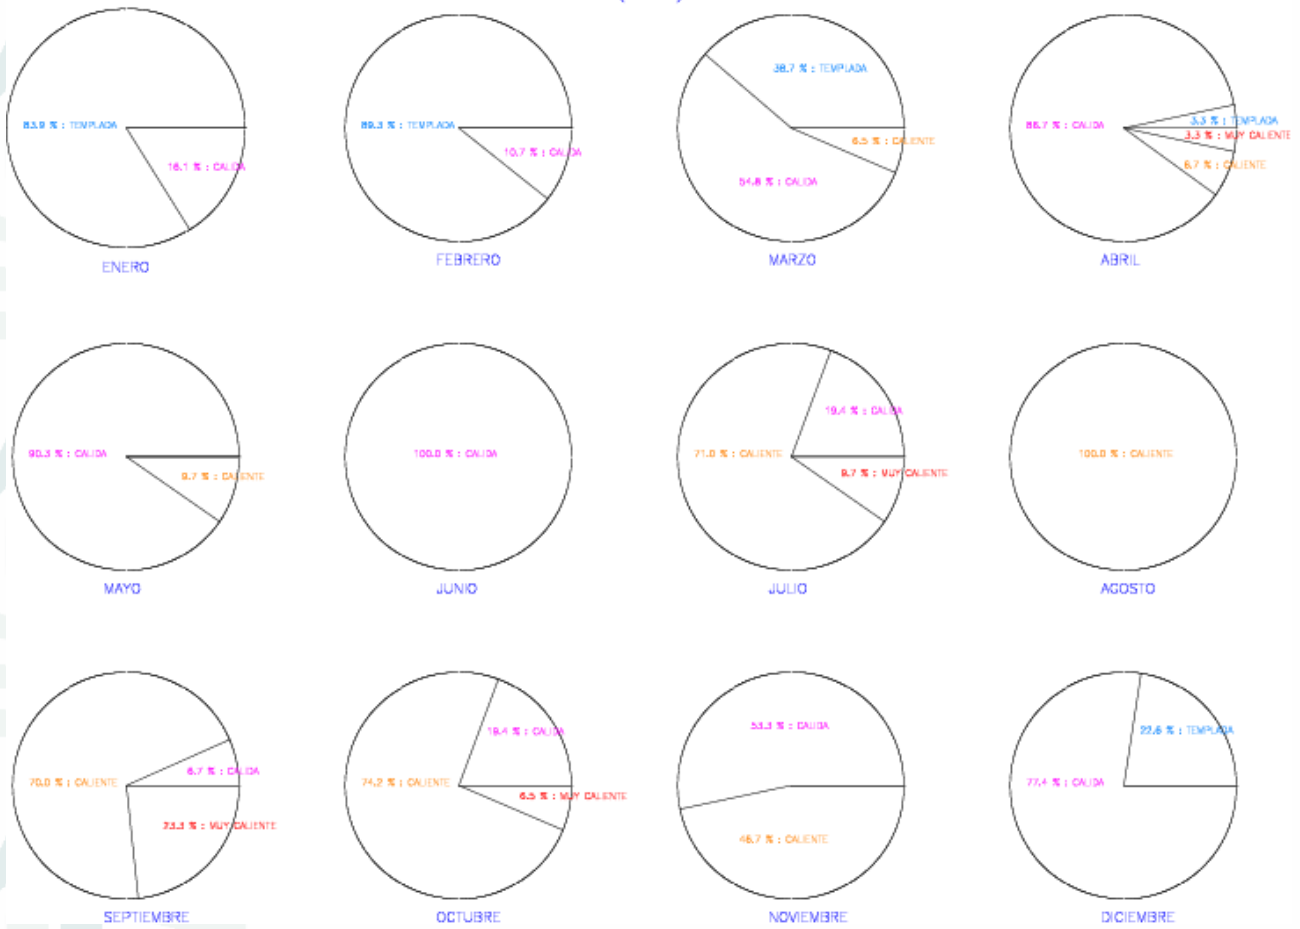 83.9 % : TEMPLADA
16.1 % : CALIDA
ENERO
89.3 % : TEMPLADA
10.7 % : CALIDA
FEBRERO
38.7 % : TEMPLADA
6.5 % : CALIENTE
54.8 % : CALIDA
MARZO
86.7 % : CALIDA
3.3 % : TEMPLADA
3.3 % : MUY CALIENTE
6.7 % : CALIENTE
ABRIL
90.3 % : CALIDA
9.7 % : CALIENTE
MAYO
100.0 % : CALIDA
JUNIO
19.4 % : CALIDA
71.0 % : CALIENTE
9.7 % : MUY CALIENTE
JULIO
100.0 % : CALIENTE
AGOSTO
6.7 % : CALIDA
70.0 % : CALIENTE
23.3 % : MUY CALIENTE
SEPTIEMBRE
19.4 % : CALIDA
74.2 % : CALIENTE
6.5 % : MUY CALIENTE
OCTUBRE
53.3 % : CALIDA
46.7 % : CALIENTE
NOVIEMBRE
22.6 % : TEMPLADA
77.4 % : CALIDA
DICIEMBRE